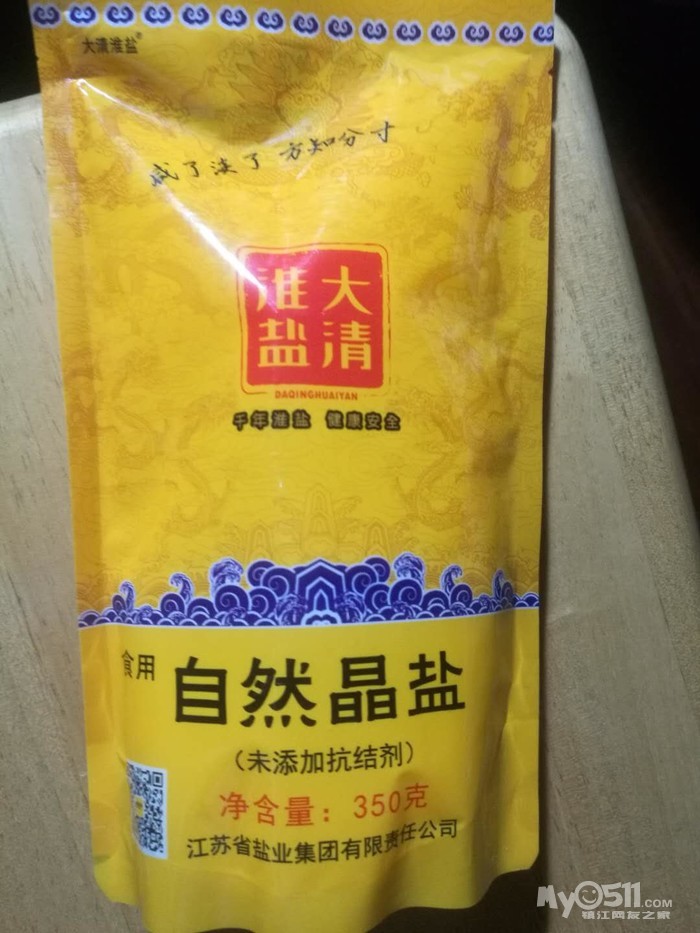 大清淮盐®
咸了淡了 方知分寸
大清
淮盐
DAQINGHUAIYAN
千年淮盐 健康安全
食用
自然晶盐
（未添加抗结剂）
净含量：350克
江苏省盐业集团有限责任公司
My0511.com
镇江网友之家